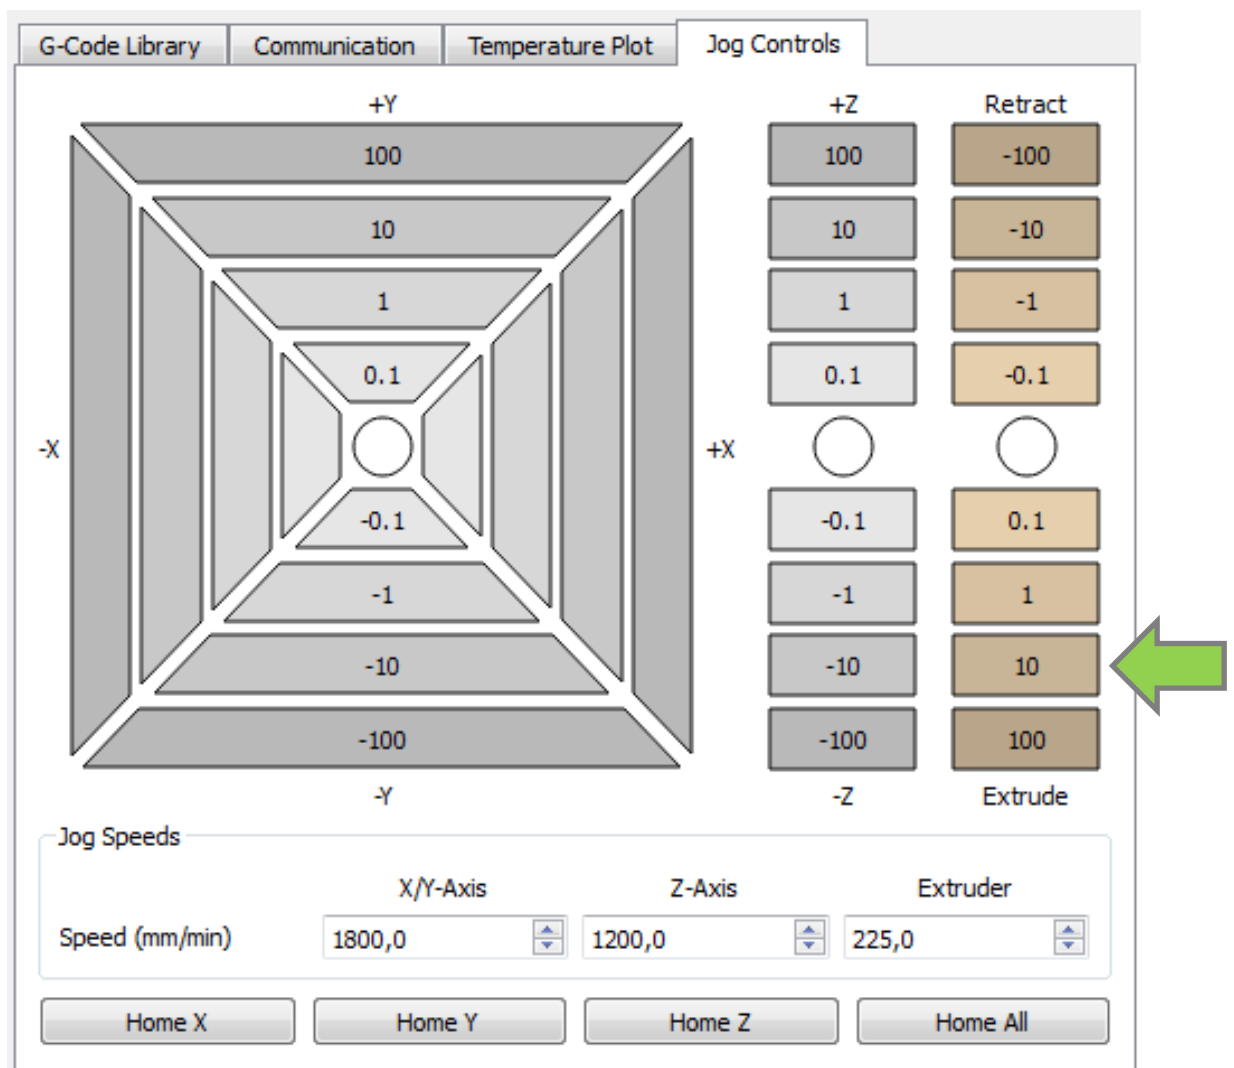 G-Code Library Communication Temperature Plot Jog Controls
+Y +Z Retract
100 100 -100
10 10 -10
1 1 -1
0.1 0.1 -0.1
-X +X
-0.1 -0.1 0.1
-1 -1 1
-10 -10 10
-100 -100 100
-Y -Z Extrude
Jog Speeds
X/Y-Axis Z-Axis Extruder
Speed (mm/min) 1800,0 1200,0 225,0
Home X Home Y Home Z Home All